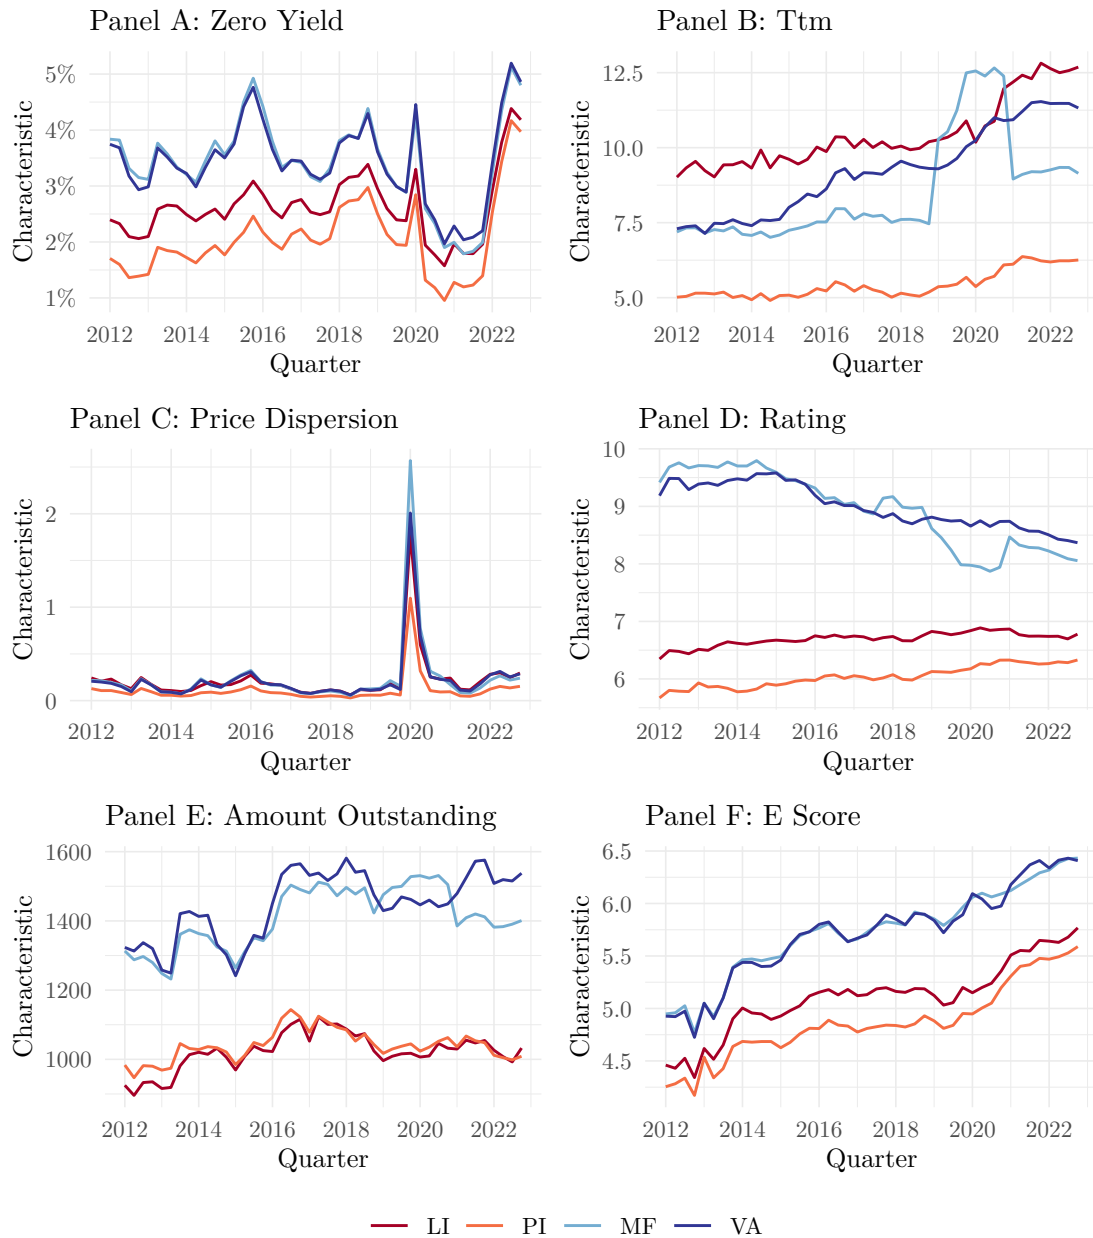 Panel A: Zero Yield
5%
4%
3%
2%
1%
Characteristic
2012 2014 2016 2018 2020 2022
Quarter
Panel B: Ttm
12.5
10.0
7.5
5.0
Characteristic
2012 2014 2016 2018 2020 2022
Quarter
Panel C: Price Dispersion
2
1
0
Characteristic
2012 2014 2016 2018 2020 2022
Quarter
Panel D: Rating
10
9
8
7
6
Characteristic
2012 2014 2016 2018 2020 2022
Quarter
Panel E: Amount Outstanding
1600
1400
1200
1000
Characteristic
2012 2014 2016 2018 2020 2022
Quarter
Panel F: E Score
6.5
6.0
5.5
5.0
4.5
Characteristic
2012 2014 2016 2018 2020 2022
Quarter
LI PI MF VA